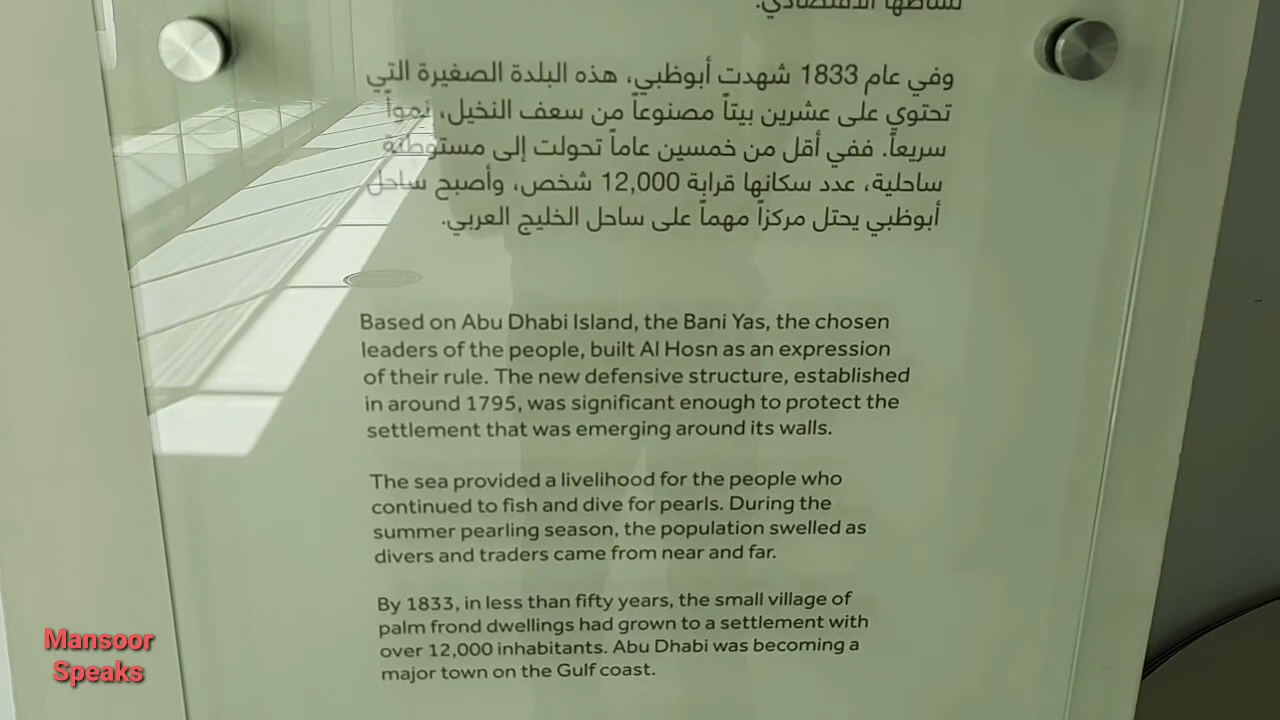 نشاطها الاقتصادي.
وفي عام 1833 شهدت أبوظبي، هذه البلدة الصغيرة التي
تحتوي على عشرين بيتاً مصنوعاً من سعف النخيل، نمواً
سريعاً. ففي أقل من خمسين عاماً تحولت إلى مستوطنة
ساحلية، عدد سكانها قرابة 12,000 شخص، وأصبح ساحل
أبوظبي يحتل مركزاً مهماً على ساحل الخليج العربي.
Based on Abu Dhabi Island, the Bani Yas, the chosen
leaders of the people, built Al Hosn as an expression
of their rule. The new defensive structure, established
in around 1795, was significant enough to protect the
settlement that was emerging around its walls.
The sea provided a livelihood for the people who
continued to fish and dive for pearls. During the
summer pearling season, the population swelled as
divers and traders came from near and far.
By 1833, in less than fifty years, the small village of
palm frond dwellings had grown to a settlement with
over 12,000 inhabitants. Abu Dhabi was becoming a
major town on the Gulf coast.
Mansoor
Speaks